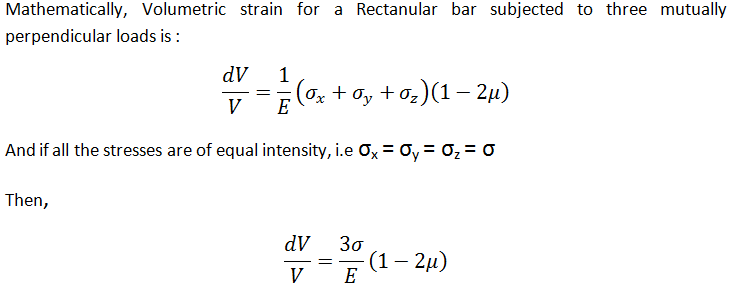 Mathematically, Volumetric strain for a Rectanular bar subjected to three mutually
perpendicular loads is :
dV/V = 1/E (σx + σy + σz)(1 − 2μ)
And if all the stresses are of equal intensity, i.e σx = σy = σz = σ
Then,
dV/V = 3σ/E (1 − 2μ)